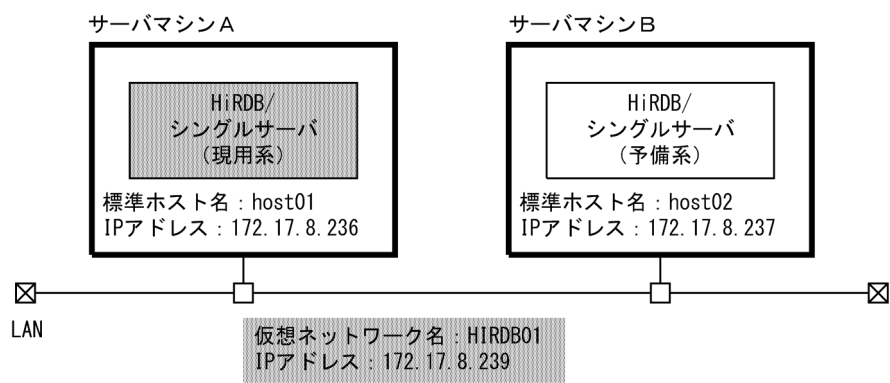 サーバマシンA
サーバマシンB
HiRDB/
シングルサーバ
(現用系)
HiRDB/
シングルサーバ
(予備系)
標準ホスト名:host01
IPアドレス:172.17.8.236
標準ホスト名:host02
IPアドレス:172.17.8.237
LAN
仮想ネットワーク名:HIRDB01
IPアドレス:172.17.8.239